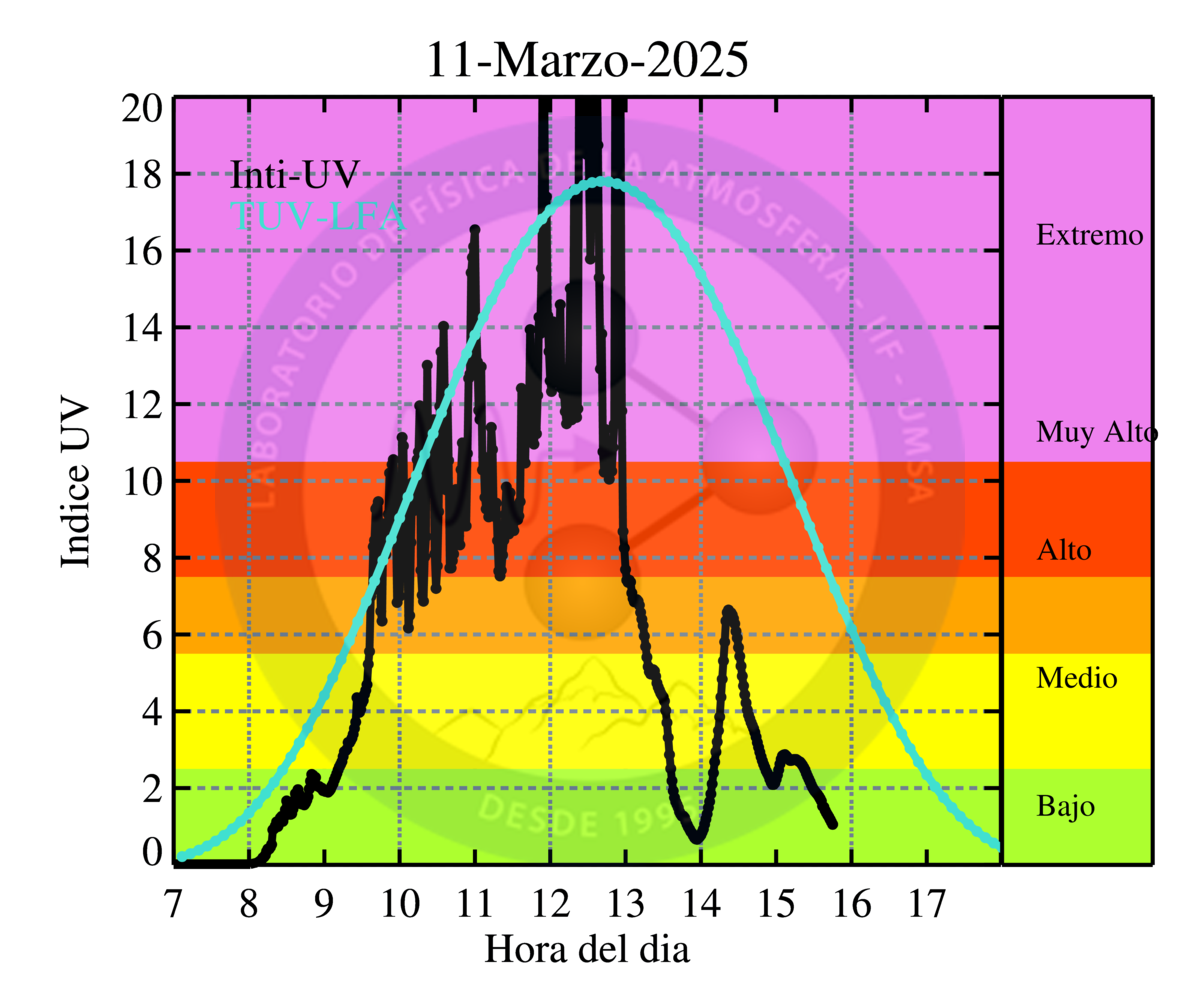 11-Marzo-2025
20
18
16
14
12
10
8
6
4
2
0
Indice UV
Inti-UV
TUV-LFA
LABORATORIO DE FÍSICA DE LA ATMÓSFERA - IIF - UMSA
DESDE 1995
Extremo
Muy Alto
Alto
Medio
Bajo
7 8 9 10 11 12 13 14 15 16 17
Hora del dia